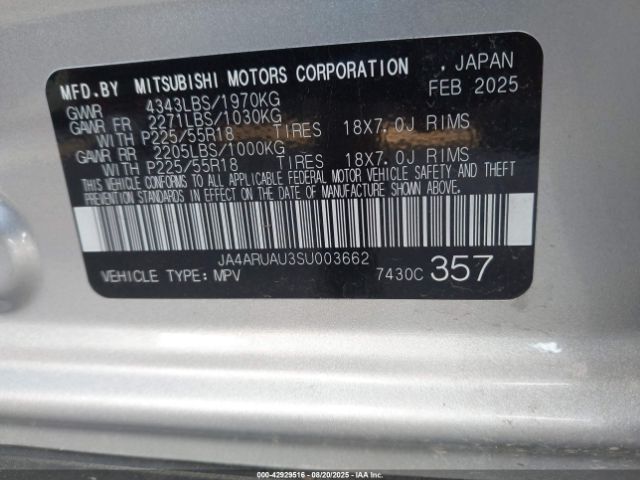 MFD.BY MITSUBISHI MOTORS CORPORATION , JAPAN
GWR 4343LBS/1970KG FEB 2025
GAWR FR 2271LBS/1030KG
WITH P225/55R18 TIRES 18X7.0J RIMS
GAWR RR 2205LBS/1000KG
WITH P225/55R18 TIRES 18X7.0J RIMS
THIS VEHICLE CONFORMS TO ALL APPLICABLE FEDERAL MOTOR VEHICLE SAFETY AND THEFT
PREVENTION STANDARDS IN EFFECT ON THE DATE OF MANUFACTURE SHOWN ABOVE.
JA4ARUAU3SU003662
VEHICLE TYPE: MPV 7430C 357
000-42929516 | 08/20/2025 | IAAI.COM